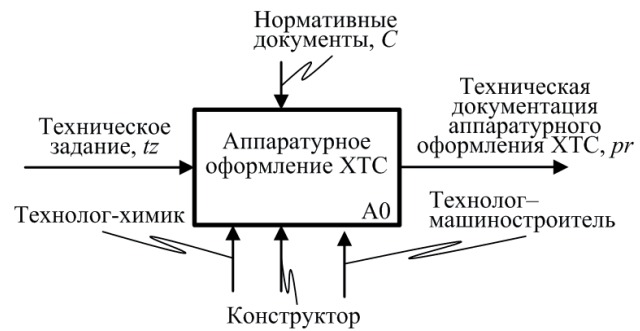 Нормативные
документы, C
Техническое
задание, tz
Аппаратурное
оформление ХТС
А0
Техническая
документация
аппаратурного
оформления ХТС, pr
Технолог-химик
Конструктор
Технолог–
машиностроитель